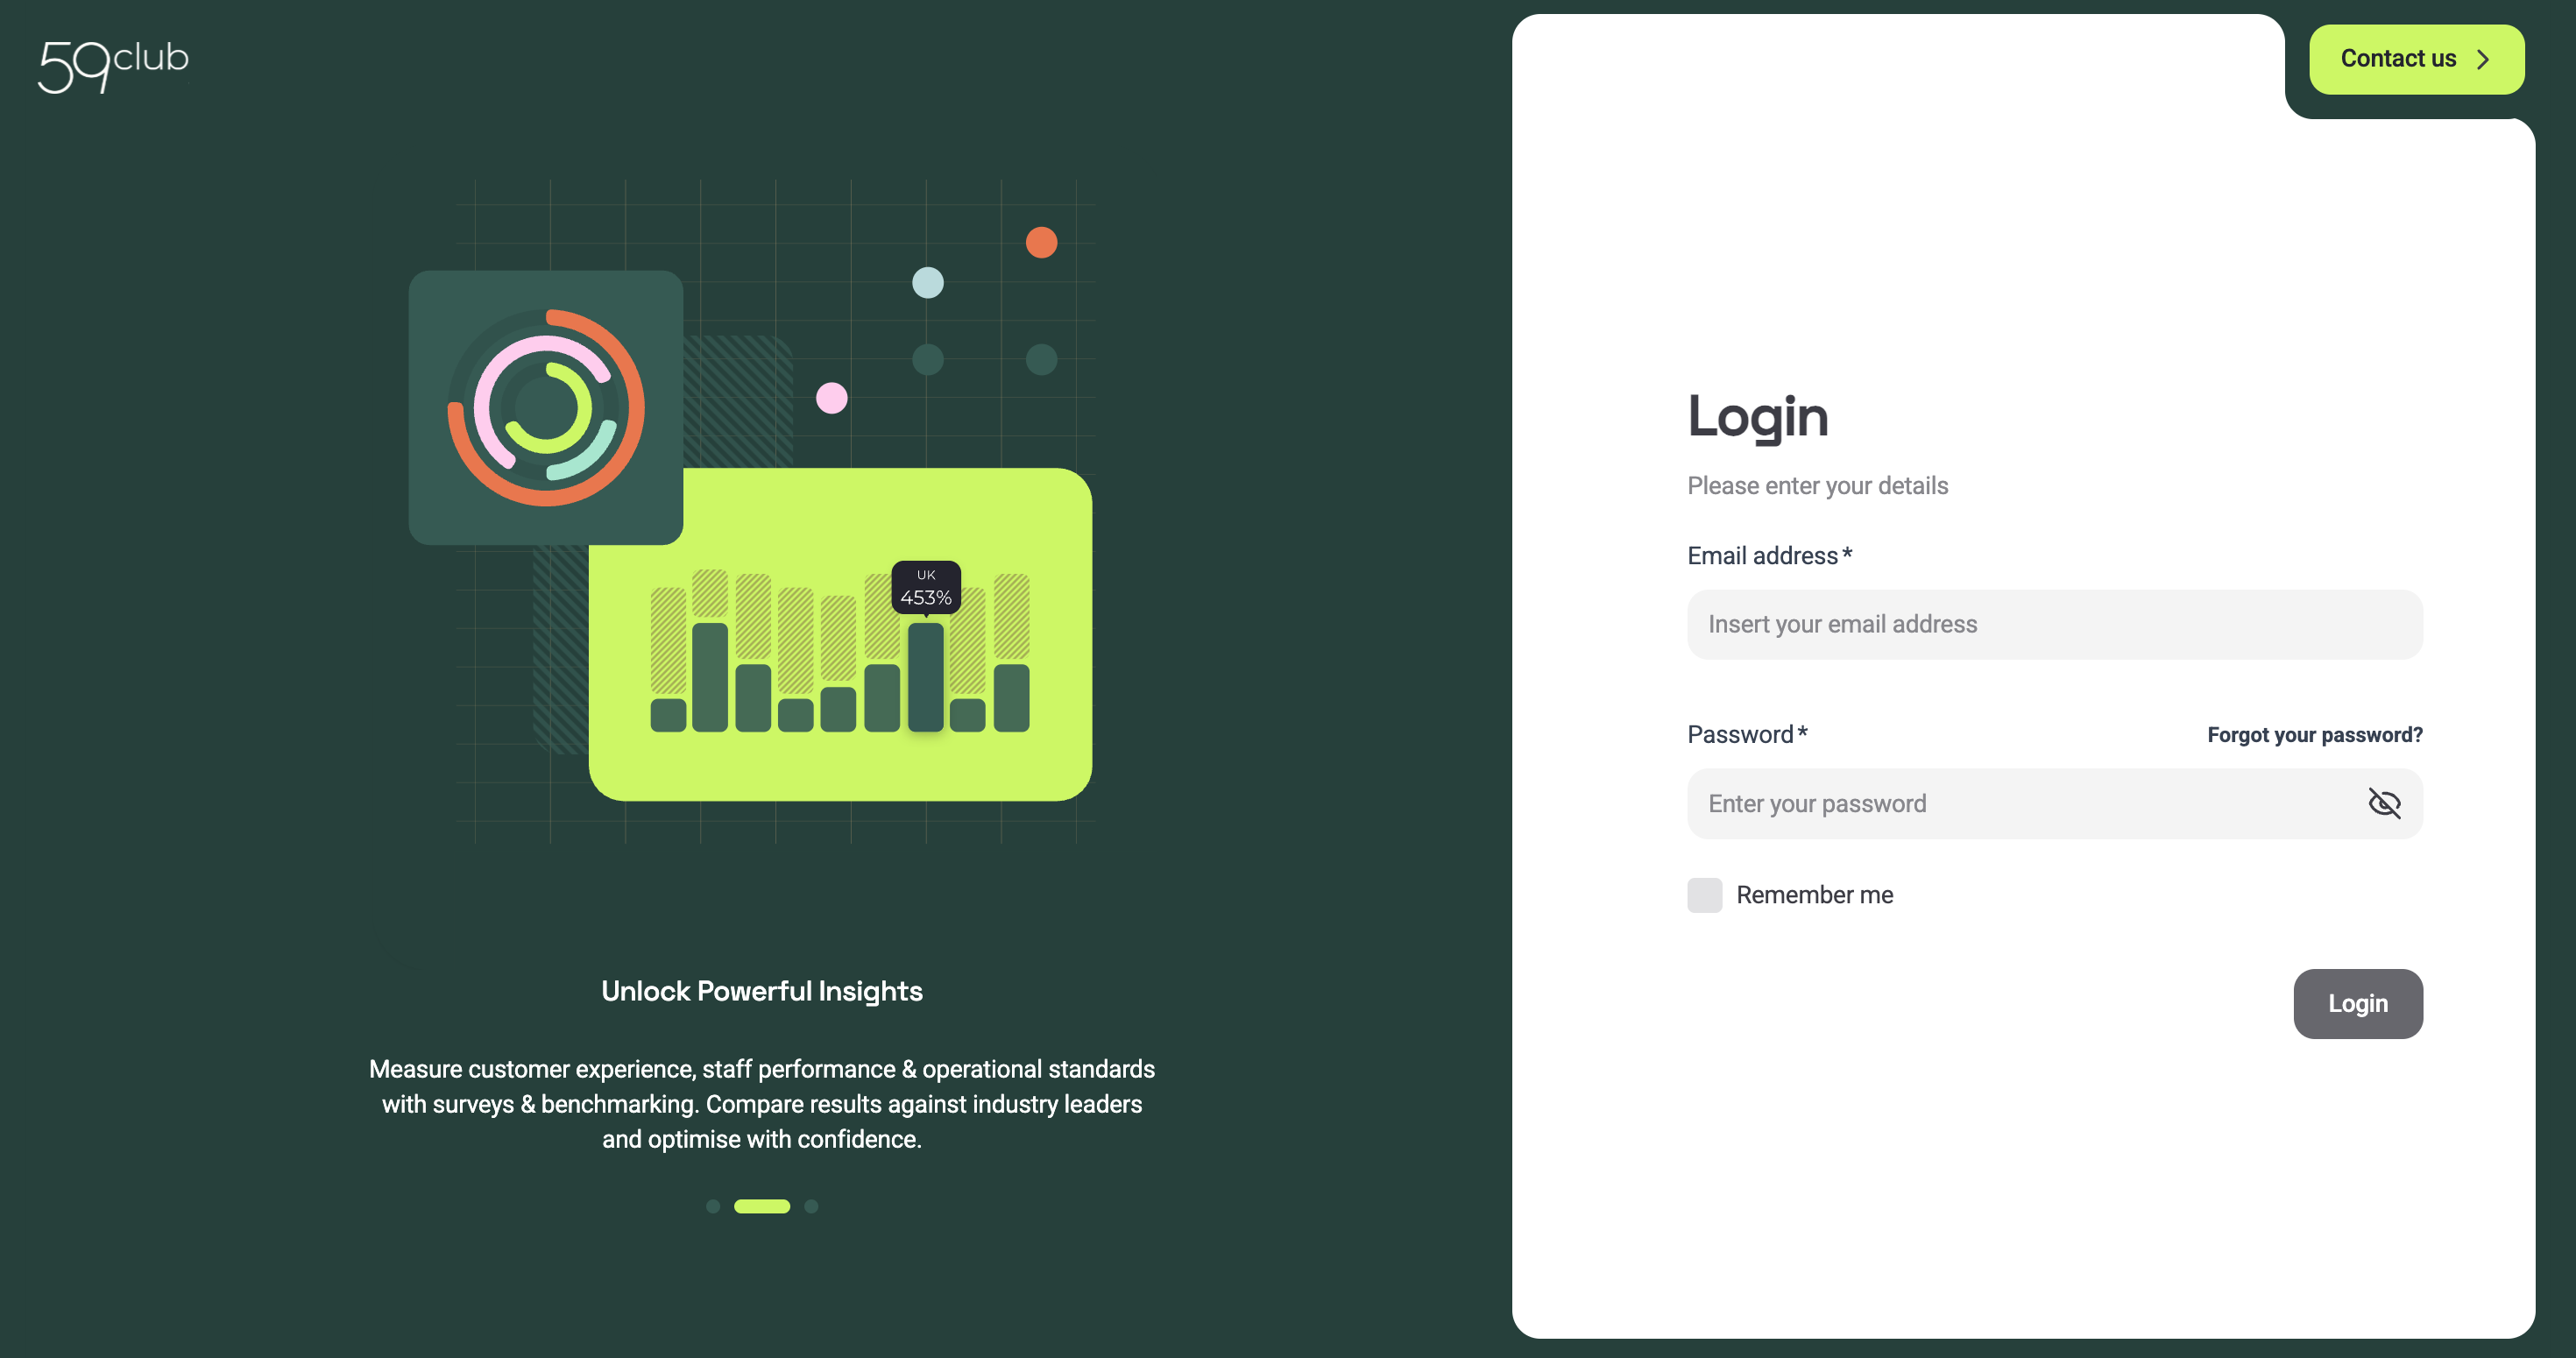 59club
Contact us
UK
453%
Unlock Powerful Insights
Measure customer experience, staff performance & operational standards
with surveys & benchmarking. Compare results against industry leaders
and optimise with confidence.
Login
Please enter your details
Email address*
Insert your email address
Password*
Forgot your password?
Enter your password
Remember me
Login